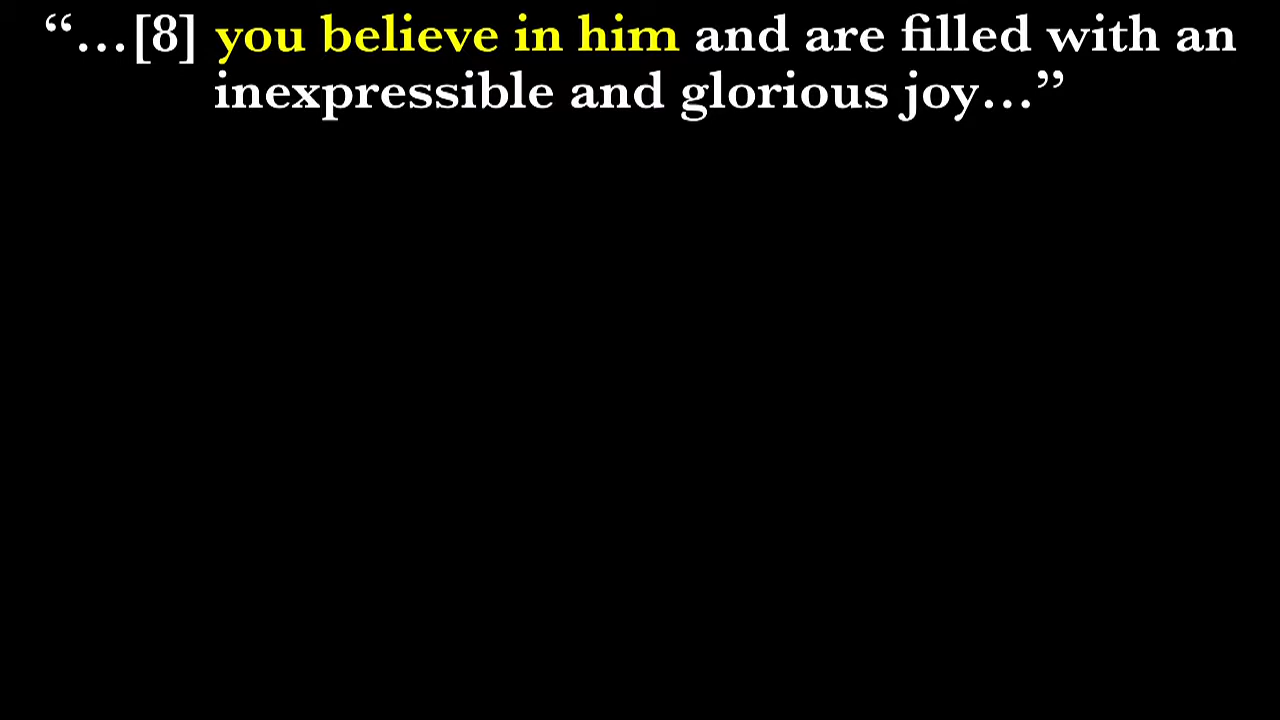 “…[8] you believe in him and are filled with an
inexpressible and glorious joy…”